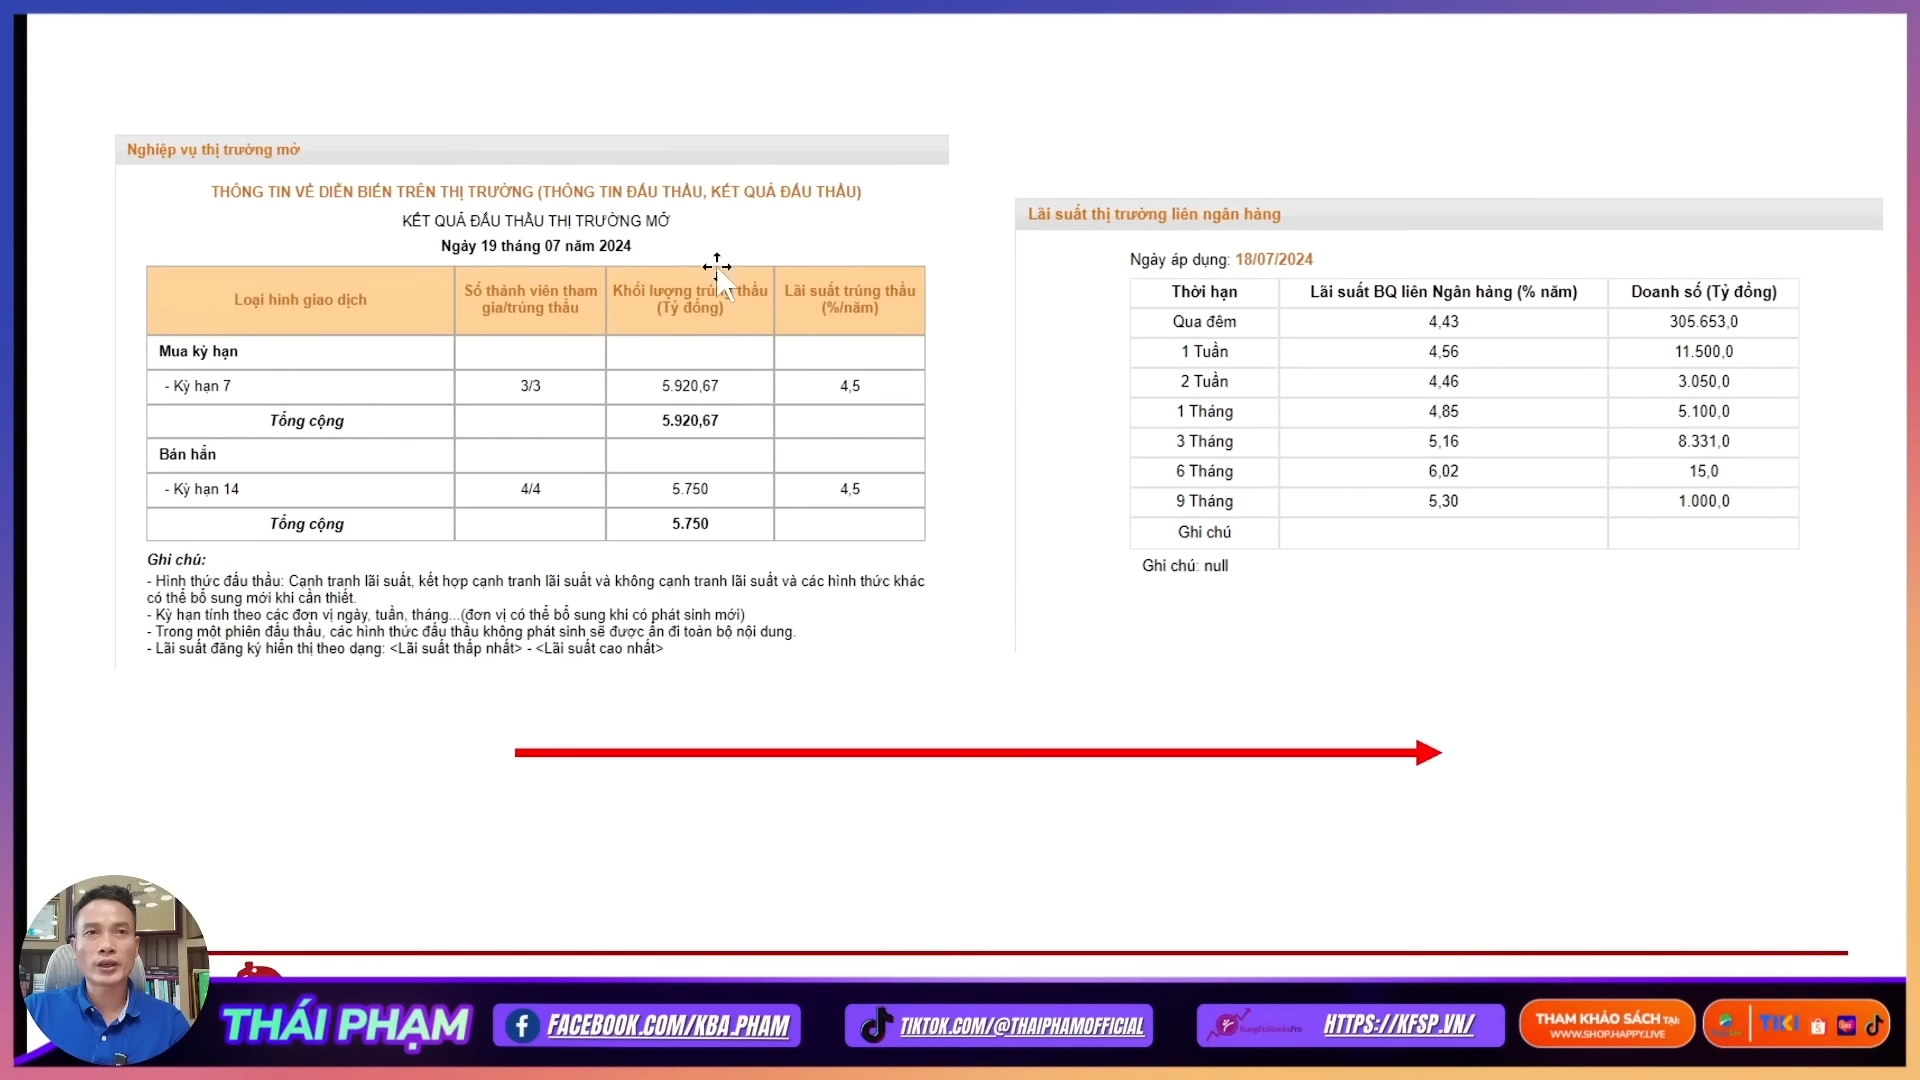 Nghiệp vụ thị trường mở
THÔNG TIN VỀ DIỄN BIẾN TRÊN THỊ TRƯỜNG (THÔNG TIN ĐẤU THẦU, KẾT QUẢ ĐẤU THẦU)
KẾT QUẢ ĐẤU THẦU THỊ TRƯỜNG MỞ
Ngày 19 tháng 07 năm 2024
Loại hình giao dịch
Số thành viên tham gia/trúng thầu
Khối lượng trúng thầu (Tỷ đồng)
Lãi suất trúng thầu (%/năm)
Mua kỳ hạn
- Kỳ hạn 7 3/3 5.920,67 4,5
Tổng cộng 5.920,67
Bán hẳn
- Kỳ hạn 14 4/4 5.750 4,5
Tổng cộng 5.750
Ghi chú:
- Hình thức đấu thầu: Cạnh tranh lãi suất, kết hợp cạnh tranh lãi suất và không cạnh tranh lãi suất và các hình thức khác
có thể bổ sung mới khi cần thiết.
- Kỳ hạn tính theo các đơn vị ngày, tuần, tháng...(đơn vị có thể bổ sung khi có phát sinh mới)
- Trong một phiên đấu thầu, các hình thức đấu thầu không phát sinh sẽ được ẩn đi toàn bộ nội dung.
- Lãi suất đăng ký hiển thị theo dạng: <Lãi suất thấp nhất> - <Lãi suất cao nhất>
Lãi suất thị trường liên ngân hàng
Ngày áp dụng: 18/07/2024
Thời hạn Lãi suất BQ liên Ngân hàng (% năm) Doanh số (Tỷ đồng)
Qua đêm 4,43 305.653,0
1 Tuần 4,56 11.500,0
2 Tuần 4,46 3.050,0
1 Tháng 4,85 5.100,0
3 Tháng 5,16 8.331,0
6 Tháng 6,02 15,0
9 Tháng 5,30 1.000,0
Ghi chú
Ghi chú: null
THÁI PHẠM
FACEBOOK.COM/KBA.PHAM
TIKTOK.COM/@THAIPHAMOFFICIAL
KungFuStocksPro
HTTPS://KFSP.VN/
THAM KHẢO SÁCH TẠI:
WWW.SHOP.HAPPY.LIVE
TIKI